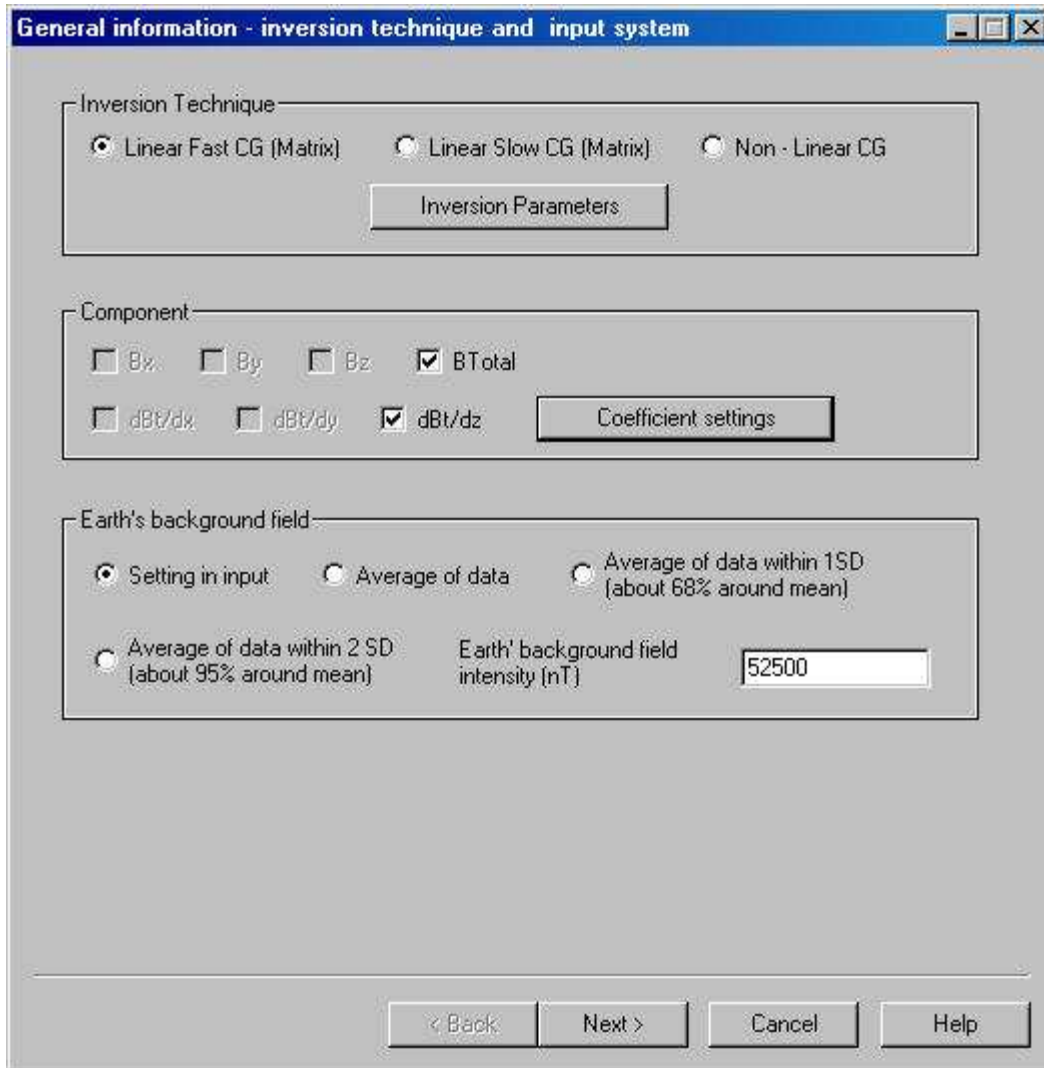 General information - inversion technique and  input system
Inversion Technique
Linear Fast CG (Matrix)
Linear Slow CG (Matrix)
Non - Linear CG
Inversion Parameters
Component
Bx
By
Bz
BTotal
dBt/dx
dBt/dy
dBt/dz
Coefficient settings
Earth's background field
Setting in input
Average of data
Average of data within 1SD
(about 68% around mean)
Average of data within 2 SD
(about 95% around mean)
Earth' background field
intensity (nT)
52500
< Back
Next >
Cancel
Help